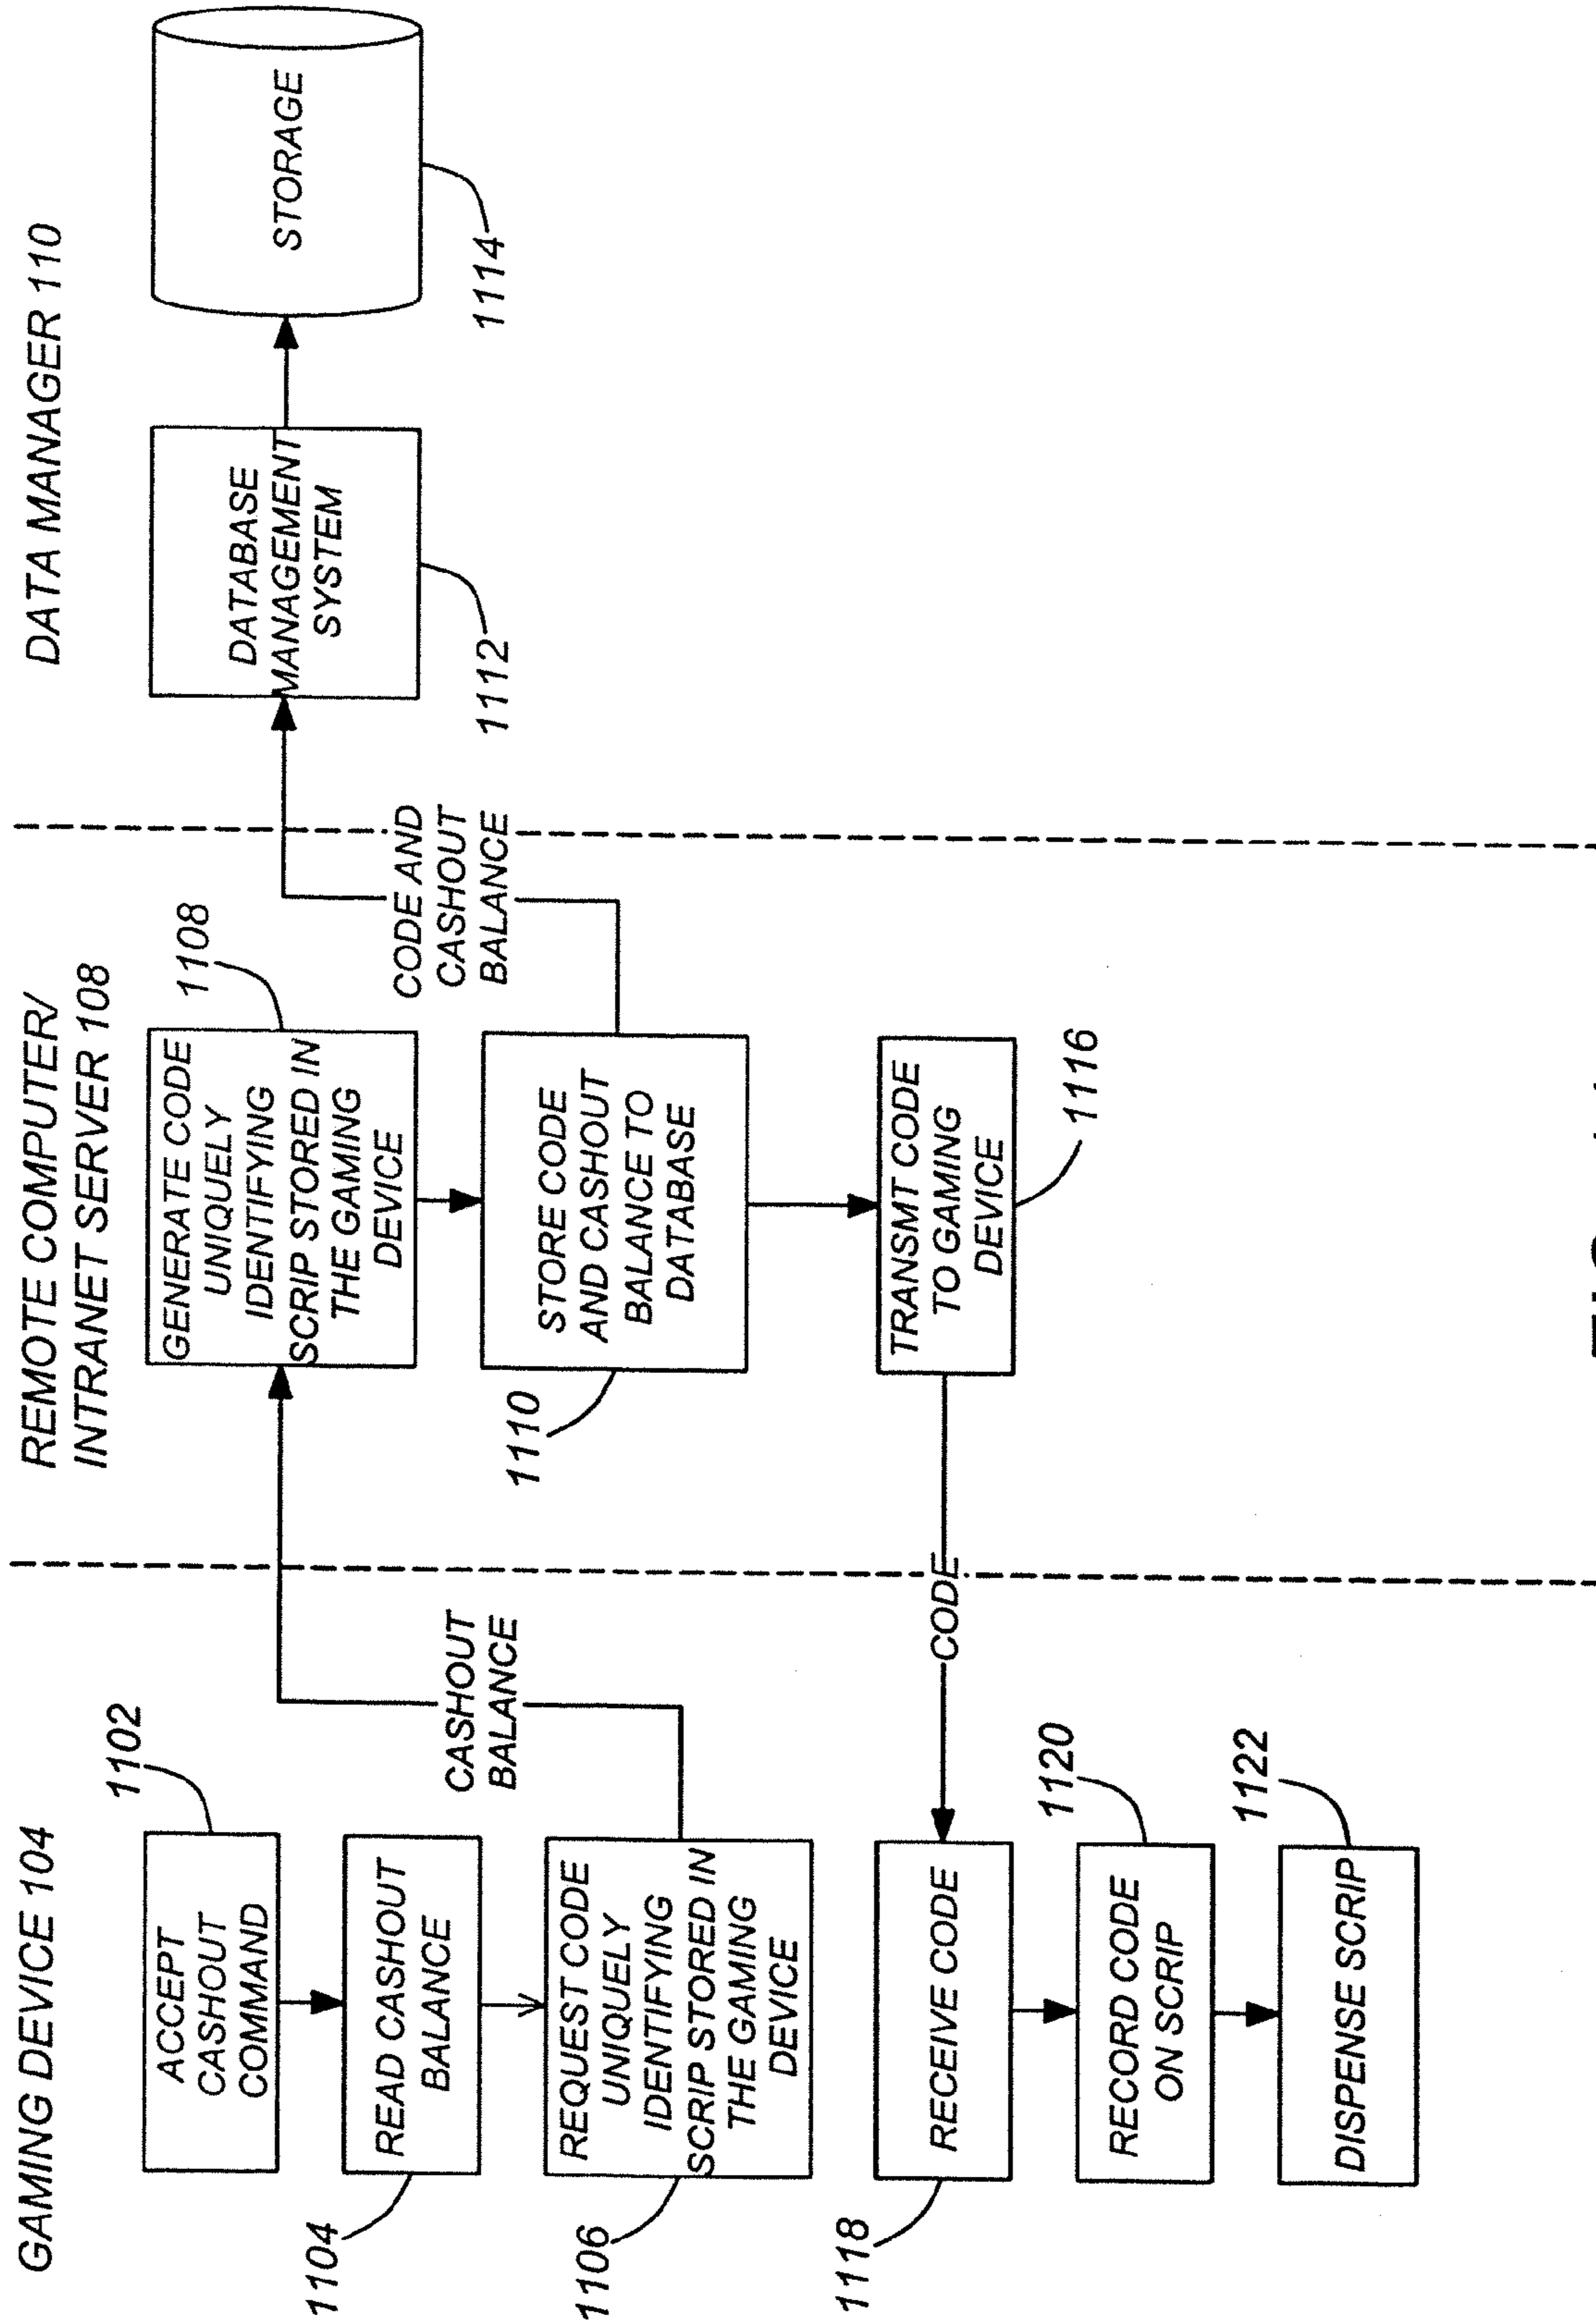 GAMING DEVICE 104
ACCEPT
CASHOUT
COMMAND
1102
READ CASHOUT
BALANCE
1104
REQUEST CODE
UNIQUELY
IDENTIFYING
SCRIP STORED IN
THE GAMING
DEVICE
1106
CASHOUT
BALANCE
RECEIVE CODE
1118
RECORD CODE
ON SCRIP
1120
DISPENSE SCRIP
1122
REMOTE COMPUTER/
INTRANET SERVER 108
GENERATE CODE
UNIQUELY
IDENTIFYING
SCRIP STORED IN
THE GAMING
DEVICE
1108
STORE CODE
AND CASHOUT
BALANCE TO
DATABASE
1110
CODE AND
CASHOUT
BALANCE
TRANSMT CODE
TO GAMING
DEVICE
1116
CODE
DATA MANAGER 110
DATABASE
MANAGEMENT
SYSTEM
1112
STORAGE
1114